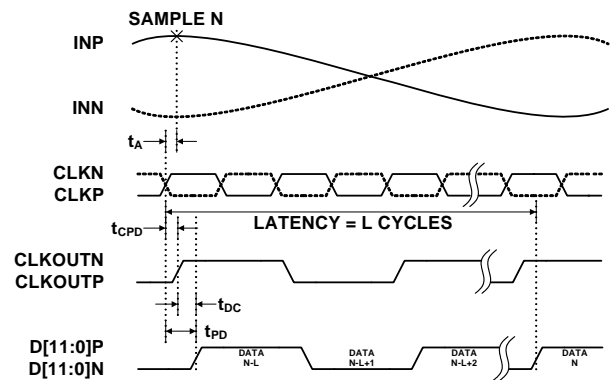 SAMPLE N
INP
INN
tA
CLKN
CLKP
LATENCY = L CYCLES
tCPD
CLKOUTN
CLKOUTP
tDC
tPD
D[11:0]P
D[11:0]N
DATA
N-L
DATA
N-L+1
DATA
N-L+2
DATA
N